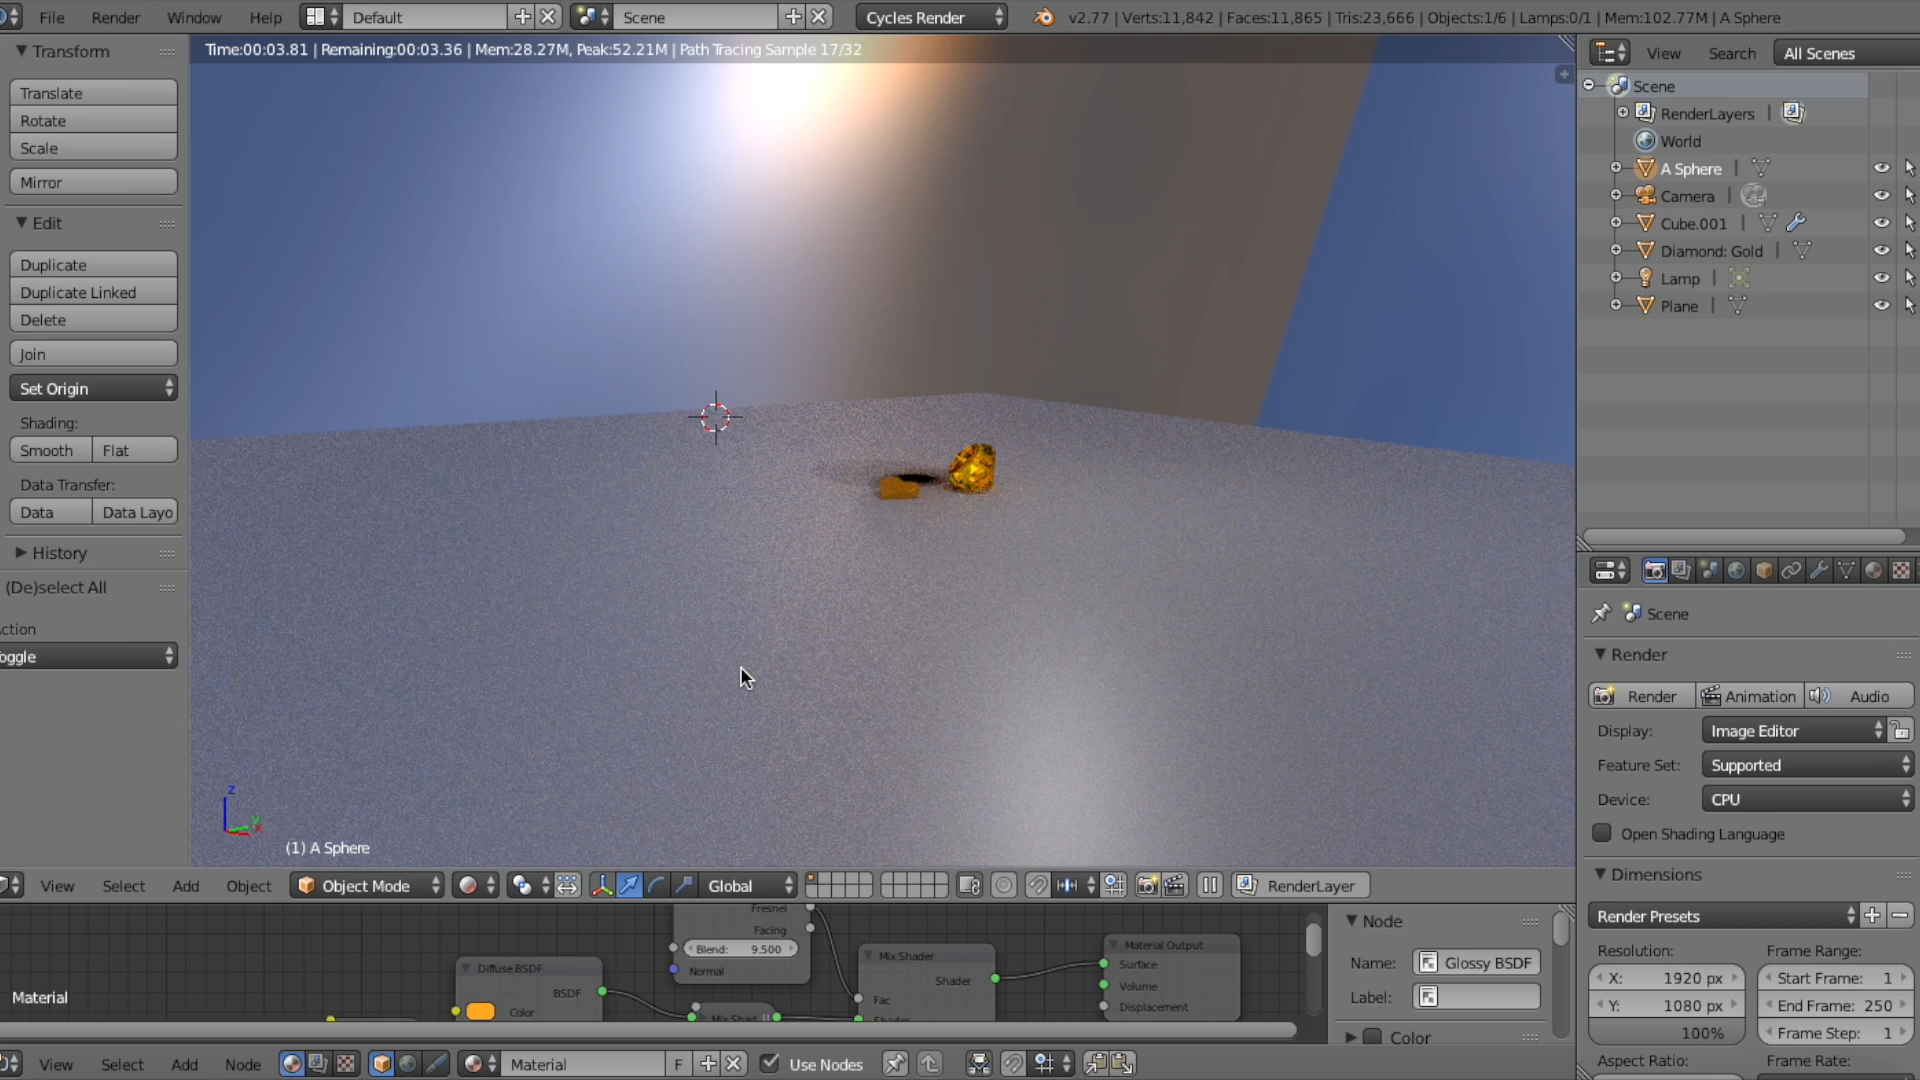 File Render Window Help Default Scene Cycles Render v2.77 | Verts:11,842 | Faces:11,865 | Tris:23,666 | Objects:1/6 | Lamps:0/1 | Mem:102.77M | A Sphere
Time:00:03.81 | Remaining:00:03.36 | Mem:28.27M, Peak:52.21M | Path Tracing Sample 17/32
Transform
Translate
Rotate
Scale
Mirror
Edit
Duplicate
Duplicate Linked
Delete
Join
Set Origin
Shading:
Smooth Flat
Data Transfer:
Data Data Layo
History
(De)select All
ction
oggle
z
y
x
(1) A Sphere
View Select Add Object Object Mode Global RenderLayer
View Search All Scenes
Scene
RenderLayers |
World
A Sphere |
Camera |
Cube.001 |
Diamond: Gold |
Lamp |
Plane |
Scene
Render
Render Animation Audio
Display: Image Editor
Feature Set: Supported
Device: CPU
Open Shading Language
Dimensions
Render Presets
Resolution: Frame Range:
X: 1920 px Start Frame: 1
Y: 1080 px End Frame: 250
100% Frame Step: 1
Aspect Ratio: Frame Rate:
Fresnel
Facing
Blend: 9.500
Normal
Diffuse BSDF
BSDF
Color
Mix Shad
Mix Shader
Shader
Fac
Material Output
Surface
Volume
Displacement
Material
Node
Name: Glossy BSDF
Label:
Color
View Select Add Node Material F Use Nodes